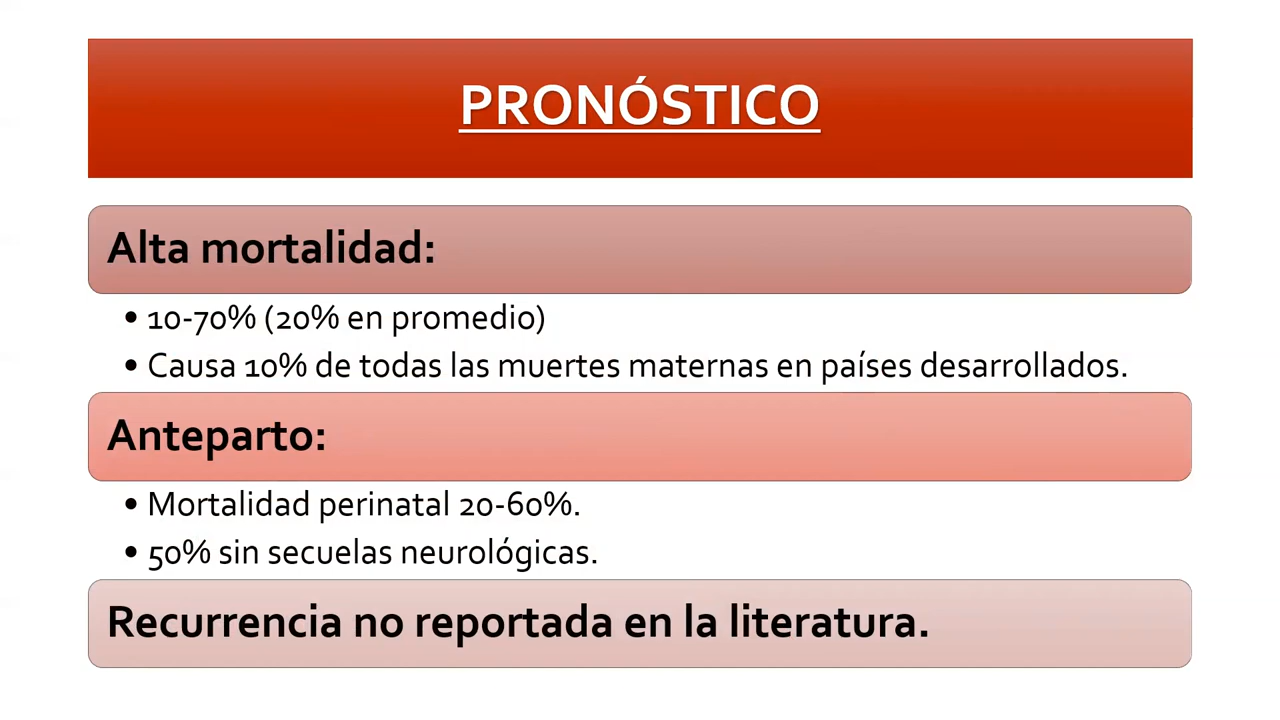 PRONÓSTICO
Alta mortalidad:
• 10-70% (20% en promedio)
• Causa 10% de todas las muertes maternas en países desarrollados.
Anteparto:
• Mortalidad perinatal 20-60%.
• 50% sin secuelas neurológicas.
Recurrencia no reportada en la literatura.